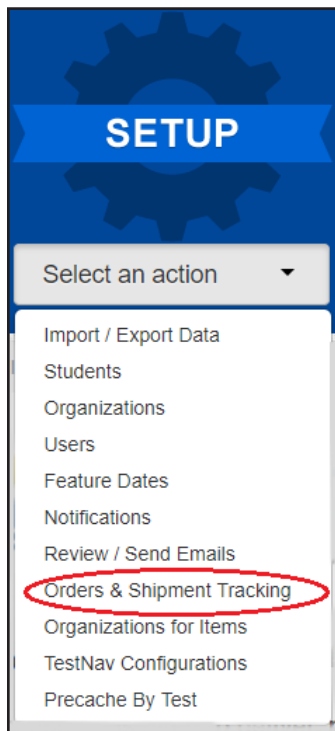 SETUP
Select an action
Import / Export Data
Students
Organizations
Users
Feature Dates
Notifications
Review / Send Emails
Orders & Shipment Tracking
Organizations for Items
TestNav Configurations
Precache By Test